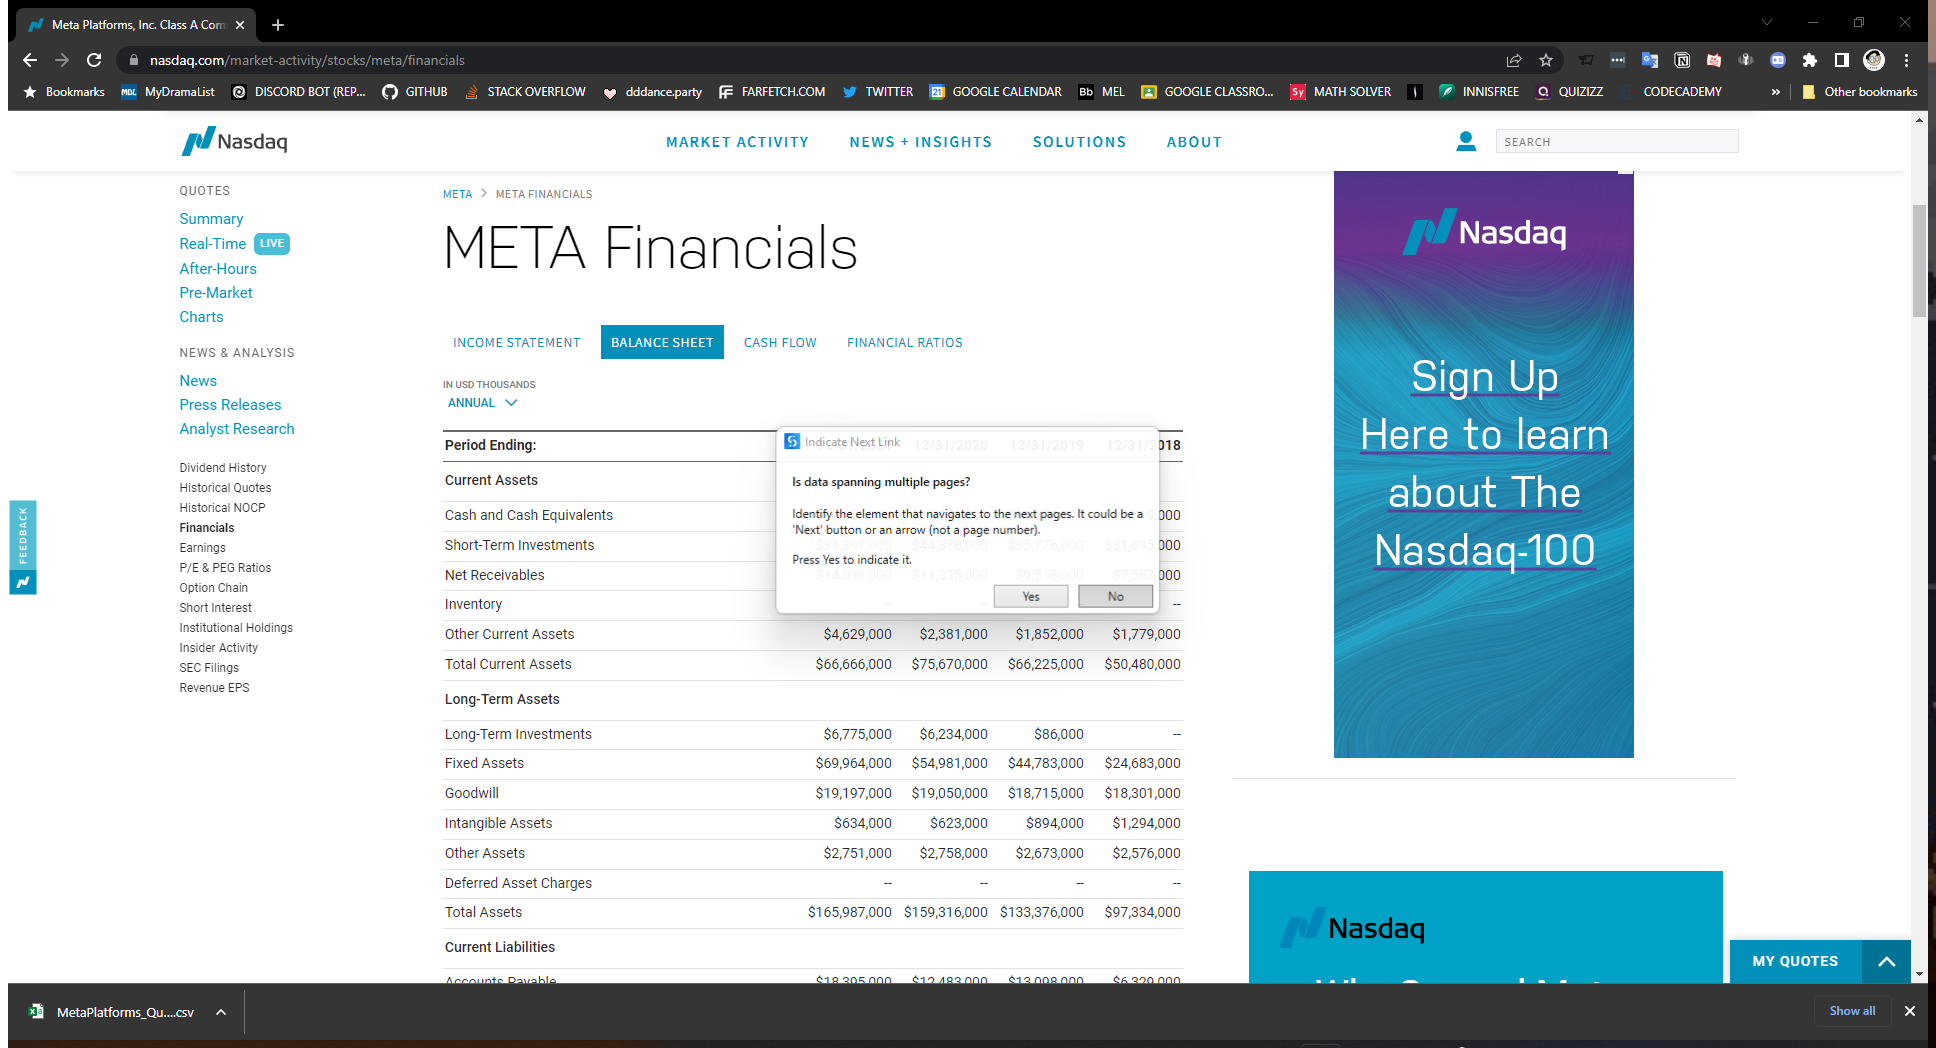 Meta Platforms, Inc. Class A Com
nasdaq.com/market-activity/stocks/meta/financials
Bookmarks MDL MyDramaList DISCORD BOT (REP... GITHUB STACK OVERFLOW dddance.party FARFETCH.COM TWITTER 21 GOOGLE CALENDAR Bb MEL GOOGLE CLASSRO... Sy MATH SOLVER INNISFREE QUIZIZZ CODECADEMY » Other bookmarks
Nasdaq
MARKET ACTIVITY NEWS + INSIGHTS SOLUTIONS ABOUT
SEARCH
QUOTES
Summary
Real-Time LIVE
After-Hours
Pre-Market
Charts
NEWS & ANALYSIS
News
Press Releases
Analyst Research
Dividend History
Historical Quotes
Historical NOCP
Financials
Earnings
P/E & PEG Ratios
Option Chain
Short Interest
Institutional Holdings
Insider Activity
SEC Filings
Revenue EPS
FEEDBACK
META > META FINANCIALS
META Financials
INCOME STATEMENT BALANCE SHEET CASH FLOW FINANCIAL RATIOS
IN USD THOUSANDS
ANNUAL
Period Ending: 12/31/2021 12/31/2020 12/31/2019 12/31/2018
Current Assets
Cash and Cash Equivalents 000
Short-Term Investments $31,397,000 $44,378,000 $35,776,000 $31,095,000
Net Receivables $14,039,000 $11,335,000 $9,518,000 $7,587,000
Inventory -- -- --
Other Current Assets $4,629,000 $2,381,000 $1,852,000 $1,779,000
Total Current Assets $66,666,000 $75,670,000 $66,225,000 $50,480,000
Long-Term Assets
Long-Term Investments $6,775,000 $6,234,000 $86,000 --
Fixed Assets $69,964,000 $54,981,000 $44,783,000 $24,683,000
Goodwill $19,197,000 $19,050,000 $18,715,000 $18,301,000
Intangible Assets $634,000 $623,000 $894,000 $1,294,000
Other Assets $2,751,000 $2,758,000 $2,673,000 $2,576,000
Deferred Asset Charges -- -- -- --
Total Assets $165,987,000 $159,316,000 $133,376,000 $97,334,000
Current Liabilities
Accounts Payable $18,395,000 $12,483,000 $13,098,000 $6,329,000
Indicate Next Link
Is data spanning multiple pages?
Identify the element that navigates to the next pages. It could be a
'Next' button or an arrow (not a page number).
Press Yes to indicate it.
Yes No
Nasdaq
Sign Up
Here to learn
about The
Nasdaq-100
Nasdaq
MY QUOTES
MetaPlatforms_Qu....csv
Show all